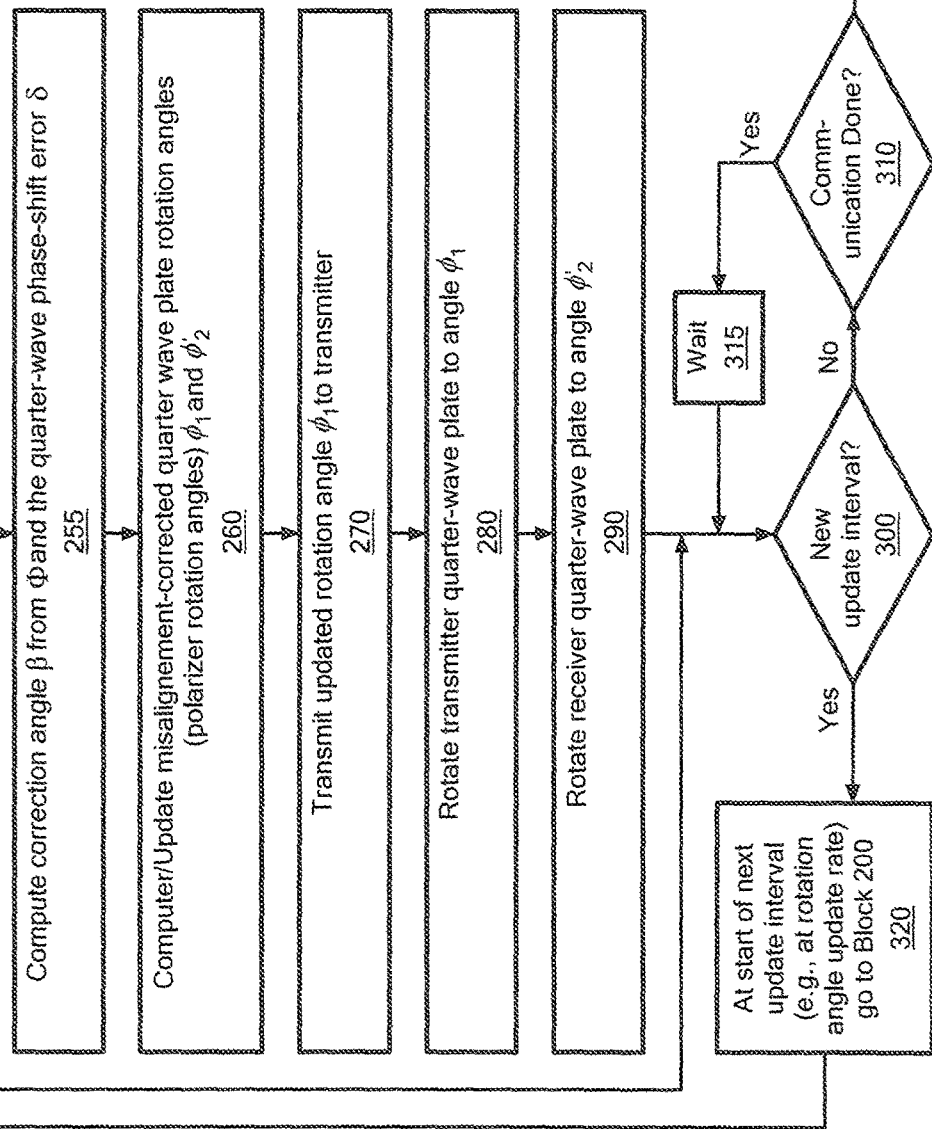 Compute correction angle β from Φ and the quarter-wave phase-shift error δ
255
Computer/Update misalignement-corrected quarter wave plate rotation angles
(polarizer rotation angles) ϕ₁ and ϕ'₂
260
Transmit updated rotation angle ϕ₁ to transmitter
270
Rotate transmitter quarter-wave plate to angle ϕ₁
280
Rotate receiver quarter-wave plate to angle ϕ'₂
290
New
update interval?
300
No
Yes
Comm-
unication Done?
310
Yes
Wait
315
At start of next
update interval
(e.g., at rotation
angle update rate)
go to Block 200
320